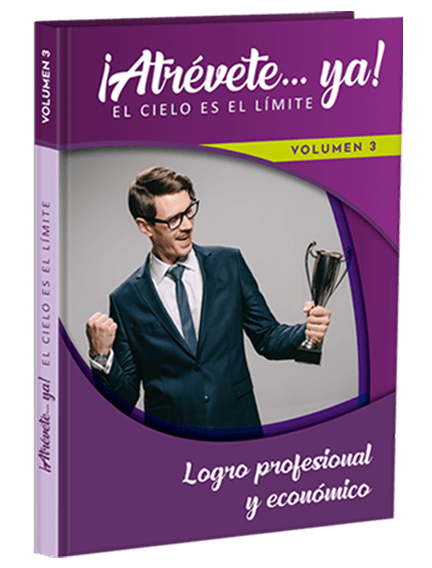 ¡Atrévete... ya!
EL CIELO ES EL LÍMITE
VOLUMEN 3
Logro profesional
y económico
VOLUMEN 3
¡Atrévete... ya! EL CIELO ES EL LÍMITE